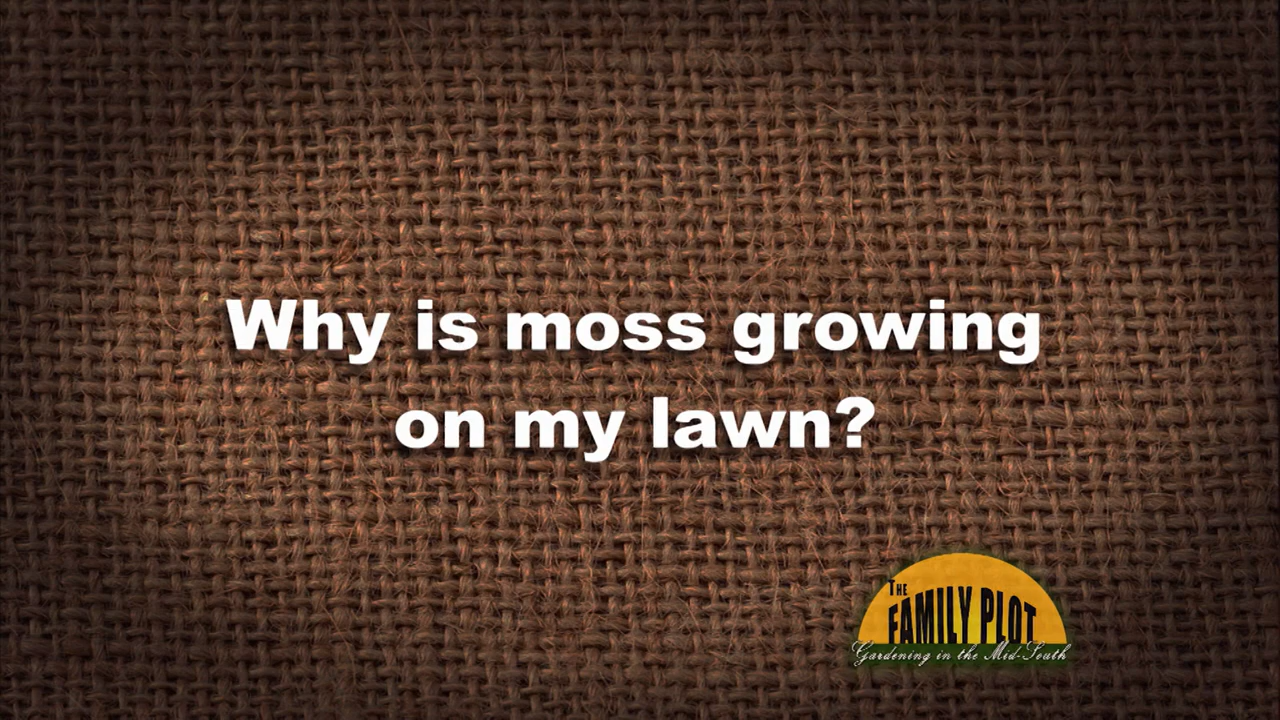 Why is moss growing
on my lawn?
THE
FAMILY PLOT
Gardening in the Mid-South